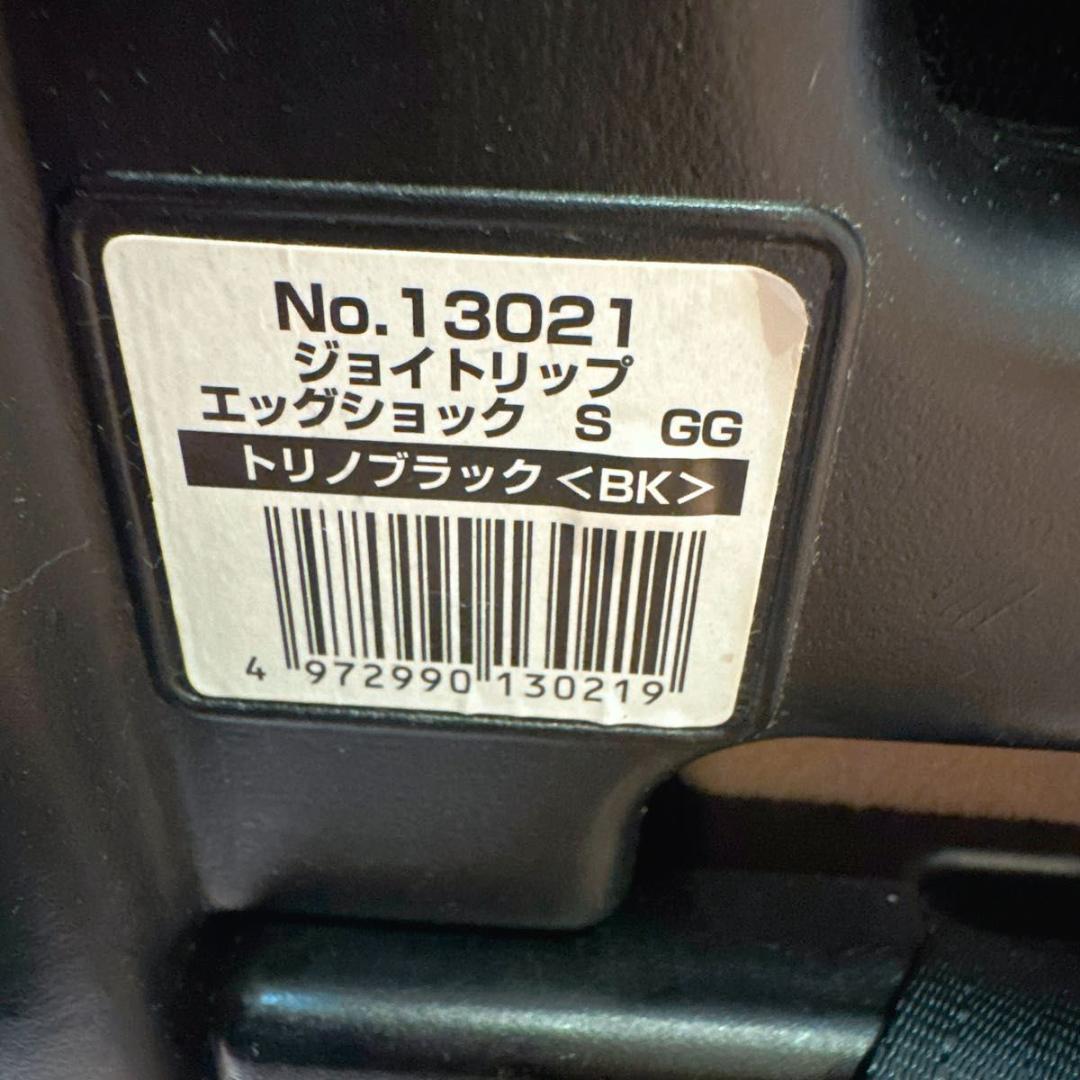 No.13021
ジョイトリップ
エッグショック S GG
トリノブラック<BK>
4 972990 130219